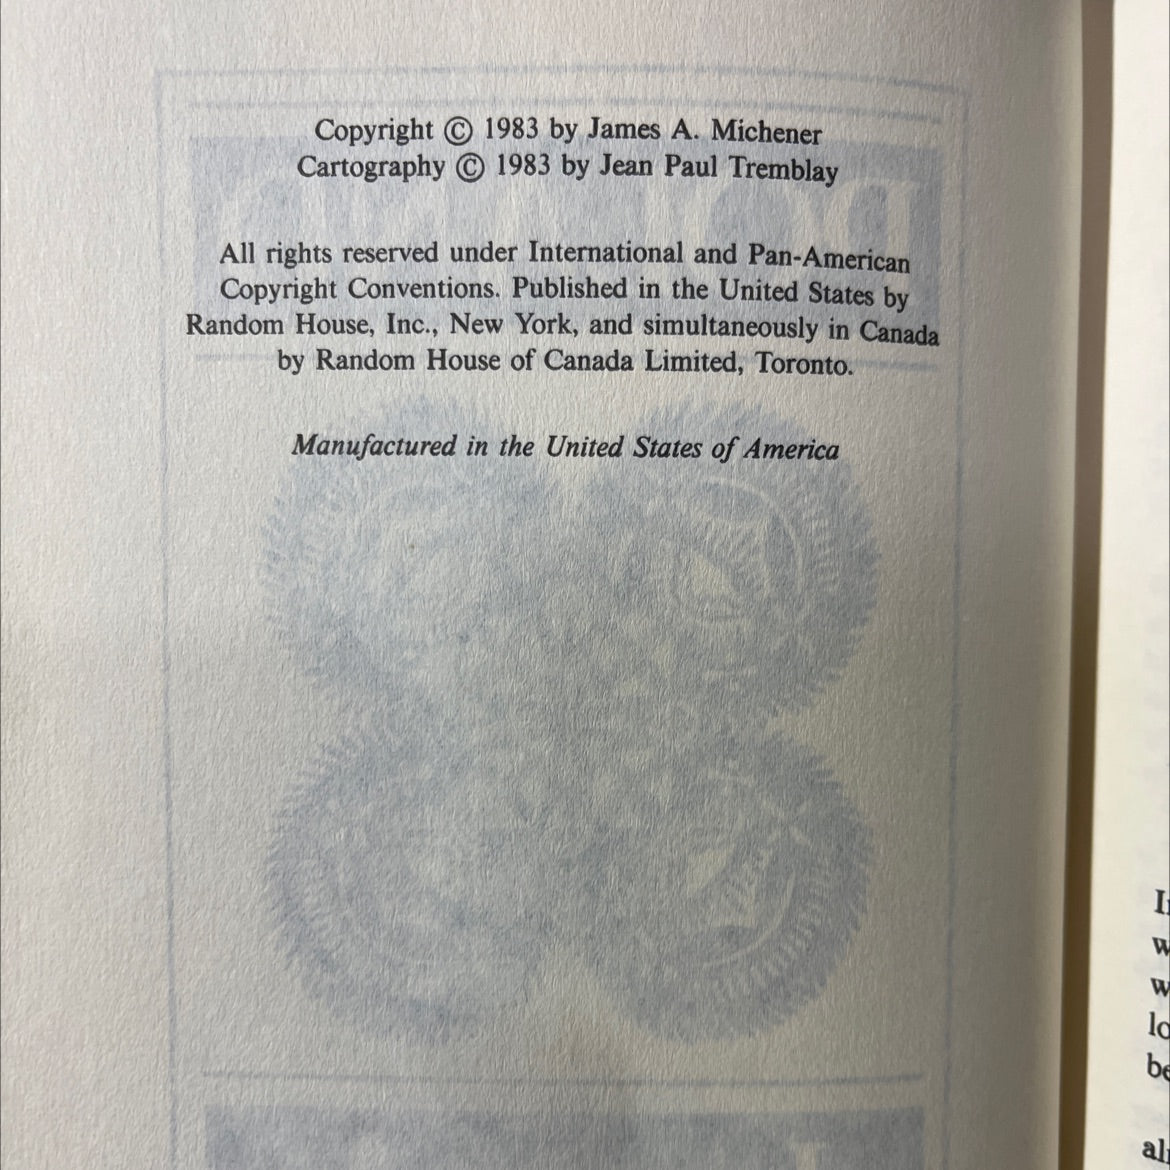 Copyright © 1983 by James A. Michener
Cartography © 1983 by Jean Paul Tremblay
All rights reserved under International and Pan-American
Copyright Conventions. Published in the United States by
Random House, Inc., New York, and simultaneously in Canada
by Random House of Canada Limited, Toronto.
Manufactured in the United States of America